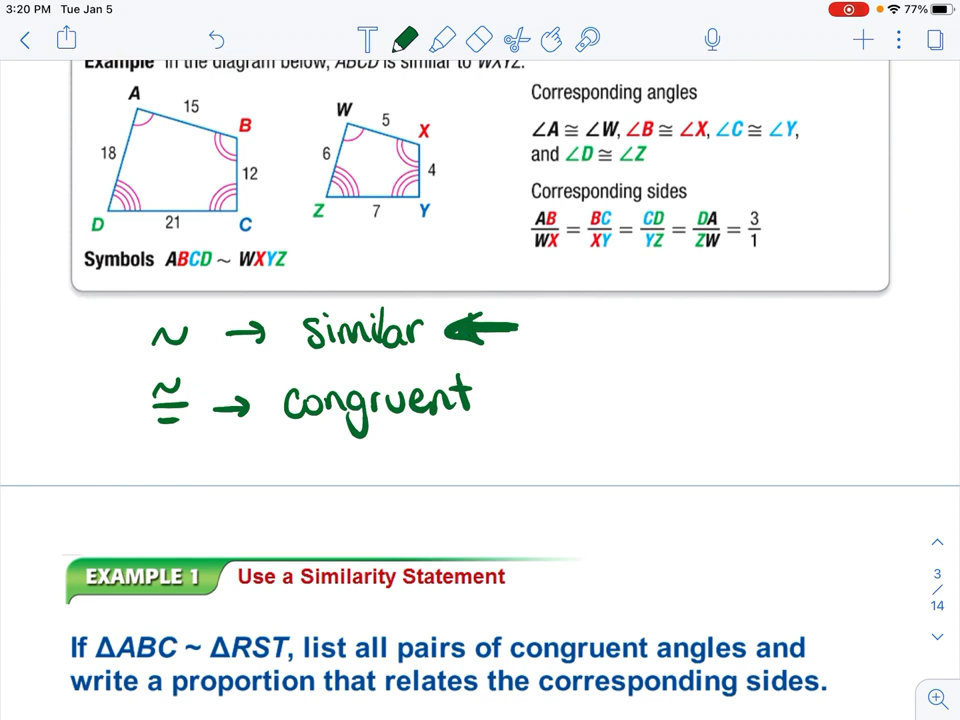 3:20 PM Tue Jan 5
77%
Example In the diagram below, ABCD is similar to WXYZ.
A
15
B
18
12
D
21
C
W
5
X
6
4
Z
7
Y
Symbols ABCD ~ WXYZ
Corresponding angles
∠A ≅ ∠W, ∠B ≅ ∠X, ∠C ≅ ∠Y,
and ∠D ≅ ∠Z
Corresponding sides
AB/WX = BC/XY = CD/YZ = DA/ZW = 3/1
~ → similar ←
≅ → congruent
EXAMPLE 1 Use a Similarity Statement
If ΔABC ~ ΔRST, list all pairs of congruent angles and
write a proportion that relates the corresponding sides.
3
/
14